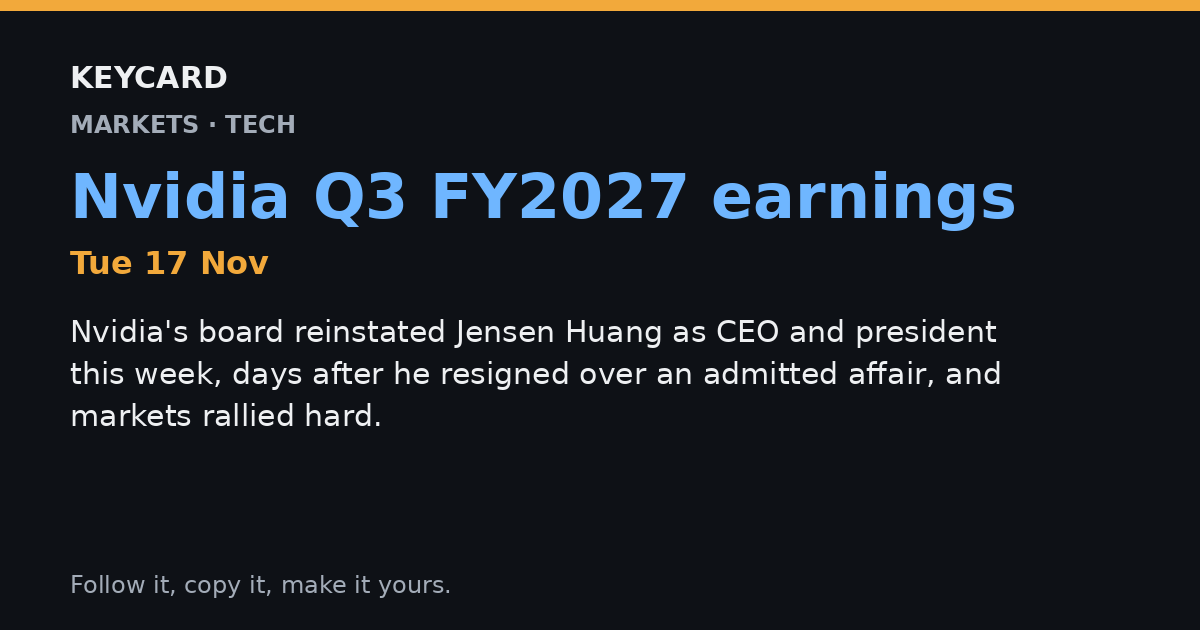 KEYCARD
MARKETS · TECH
Nvidia Q3 FY2027 earnings
Tue 17 Nov
Nvidia's board reinstated Jensen Huang as CEO and president
this week, days after he resigned over an admitted affair, and
markets rallied hard.
Follow it, copy it, make it yours.